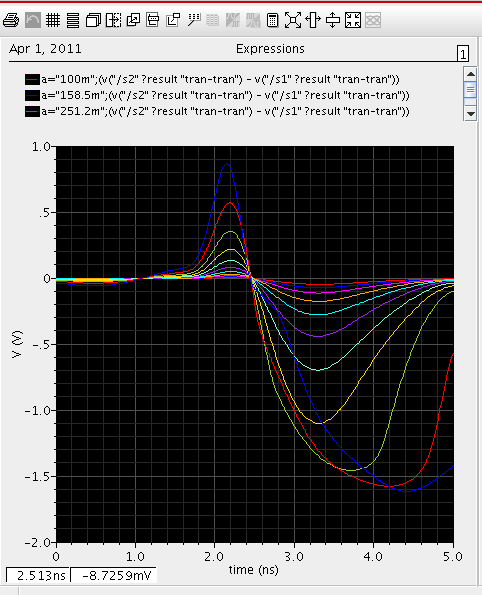 Apr 1, 2011 Expressions 1
a="100m";(v("/s2" ?result "tran-tran") - v("/s1" ?result "tran-tran"))
a="158.5m";(v("/s2" ?result "tran-tran") - v("/s1" ?result "tran-tran"))
a="251.2m";(v("/s2" ?result "tran-tran") - v("/s1" ?result "tran-tran"))
1.0
.5
0
-.5
-1.0
-1.5
-2.0
V (V)
0 1.0 2.0 3.0 4.0 5.0
time (ns)
2.513ns -8.7259mV